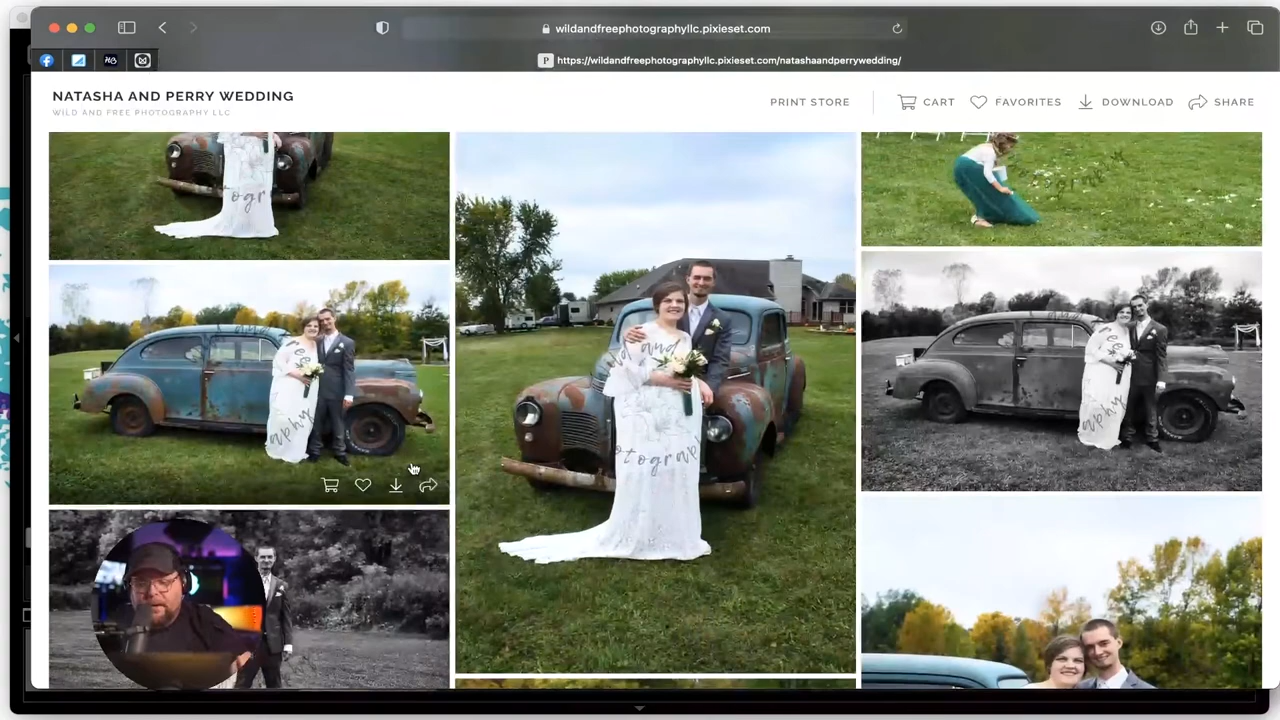 wildandfreephotographyllc.pixieset.com
P https://wildandfreephotographyllc.pixieset.com/natashaandperrywedding/
NATASHA AND PERRY WEDDING
WILD AND FREE PHOTOGRAPHY LLC
PRINT STORE CART FAVORITES DOWNLOAD SHARE